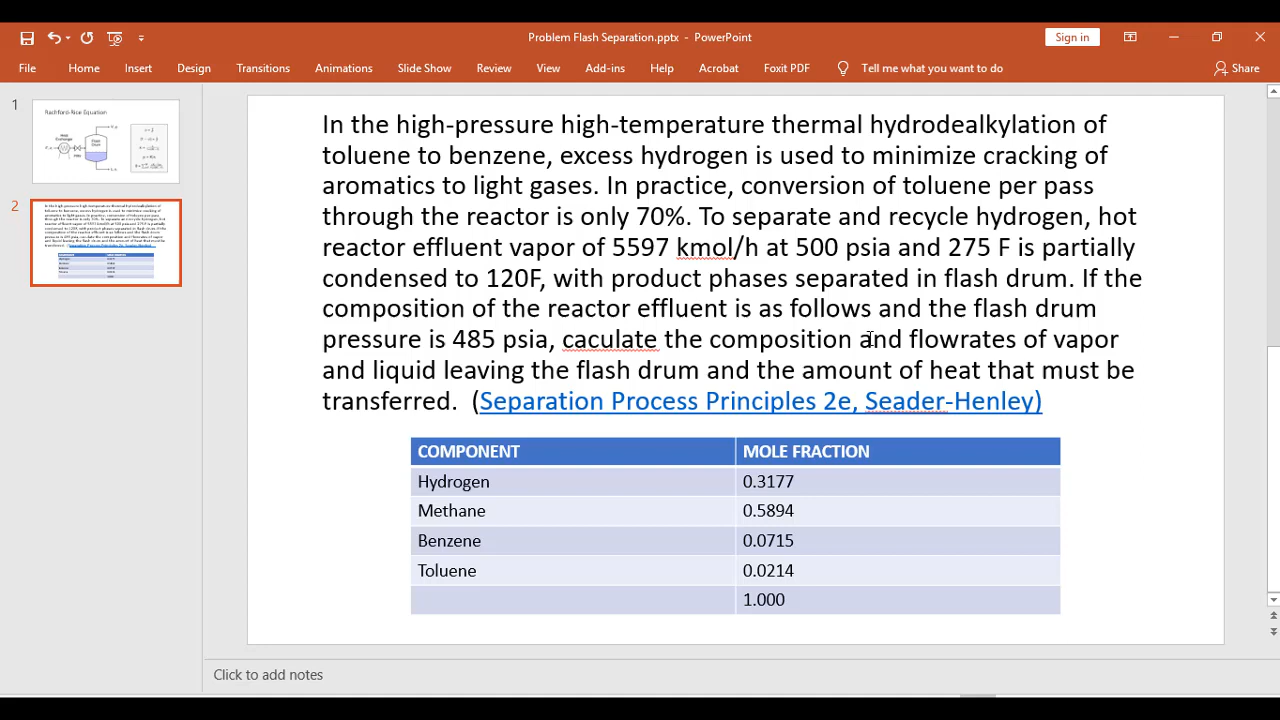 Problem Flash Separation.pptx - PowerPoint
Sign in
File Home Insert Design Transitions Animations Slide Show Review View Add-ins Help Acrobat Foxit PDF Tell me what you want to do Share
1
Rachford-Rice Equation
2
In the high-pressure high-temperature thermal hydrodealkylation of
toluene to benzene, excess hydrogen is used to minimize cracking of
aromatics to light gases. In practice, conversion of toluene per pass
through the reactor is only 70%. To separate and recycle hydrogen, hot
reactor effluent vapor of 5597 kmol/h at 500 psia and 275 F is partially
condensed to 120F, with product phases separated in flash drum. If the
composition of the reactor effluent is as follows and the flash drum
pressure is 485 psia, caculate the composition and flowrates of vapor
and liquid leaving the flash drum and the amount of heat that must be
transferred. (Separation Process Principles 2e, Seader-Henley)
COMPONENT MOLE FRACTION
Hydrogen 0.3177
Methane 0.5894
Benzene 0.0715
Toluene 0.0214
1.000
Click to add notes